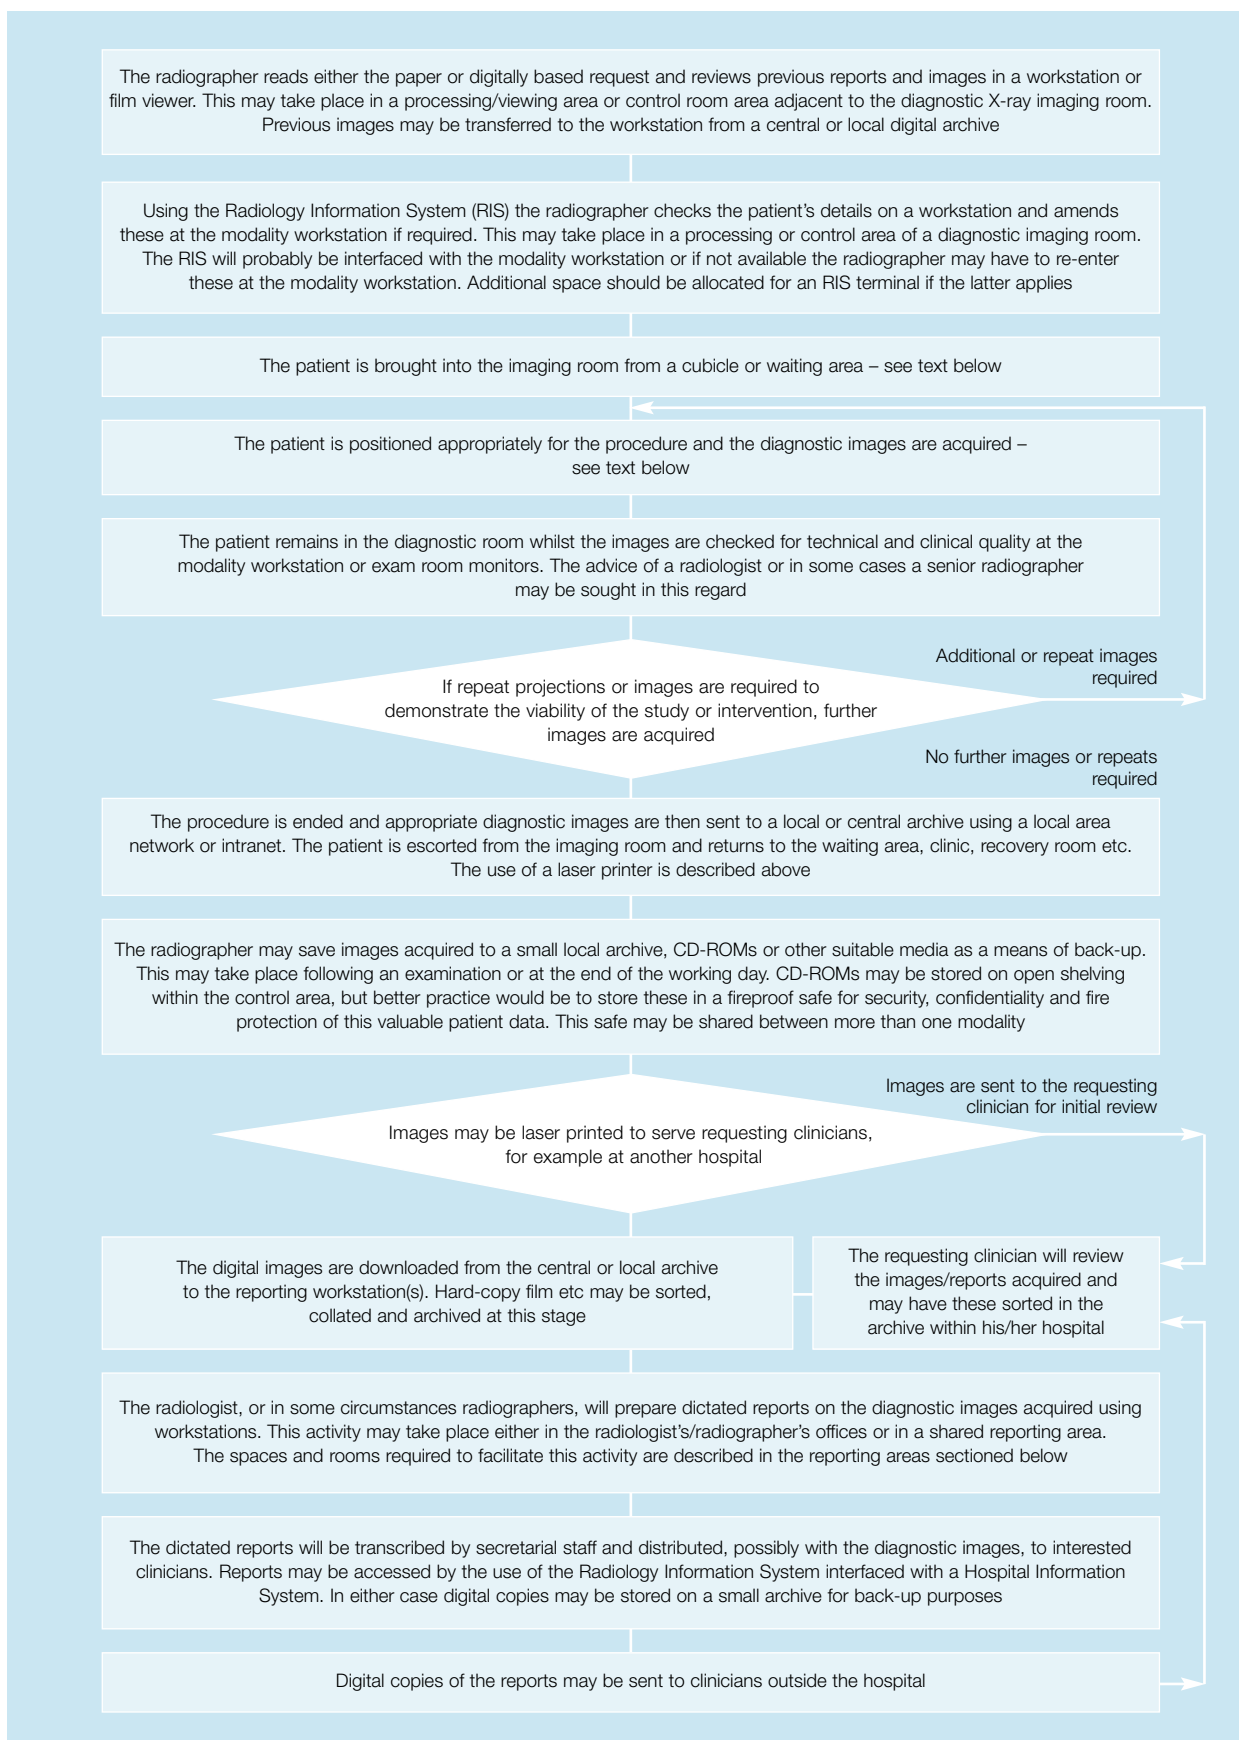 The radiographer reads either the paper or digitally based request and reviews previous reports and images in a workstation or
film viewer. This may take place in a processing/viewing area or control room area adjacent to the diagnostic X-ray imaging room.
Previous images may be transferred to the workstation from a central or local digital archive
Using the Radiology Information System (RIS) the radiographer checks the patient's details on a workstation and amends
these at the modality workstation if required. This may take place in a processing or control area of a diagnostic imaging room.
The RIS will probably be interfaced with the modality workstation or if not available the radiographer may have to re-enter
these at the modality workstation. Additional space should be allocated for an RIS terminal if the latter applies
The patient is brought into the imaging room from a cubicle or waiting area – see text below
The patient is positioned appropriately for the procedure and the diagnostic images are acquired –
see text below
The patient remains in the diagnostic room whilst the images are checked for technical and clinical quality at the
modality workstation or exam room monitors. The advice of a radiologist or in some cases a senior radiographer
may be sought in this regard
Additional or repeat images
required
If repeat projections or images are required to
demonstrate the viability of the study or intervention, further
images are acquired
No further images or repeats
required
The procedure is ended and appropriate diagnostic images are then sent to a local or central archive using a local area
network or intranet. The patient is escorted from the imaging room and returns to the waiting area, clinic, recovery room etc.
The use of a laser printer is described above
The radiographer may save images acquired to a small local archive, CD-ROMs or other suitable media as a means of back-up.
This may take place following an examination or at the end of the working day. CD-ROMs may be stored on open shelving
within the control area, but better practice would be to store these in a fireproof safe for security, confidentiality and fire
protection of this valuable patient data. This safe may be shared between more than one modality
Images are sent to the requesting
clinician for initial review
Images may be laser printed to serve requesting clinicians,
for example at another hospital
The digital images are downloaded from the central or local archive
to the reporting workstation(s). Hard-copy film etc may be sorted,
collated and archived at this stage
The requesting clinician will review
the images/reports acquired and
may have these sorted in the
archive within his/her hospital
The radiologist, or in some circumstances radiographers, will prepare dictated reports on the diagnostic images acquired using
workstations. This activity may take place either in the radiologist's/radiographer's offices or in a shared reporting area.
The spaces and rooms required to facilitate this activity are described in the reporting areas sectioned below
The dictated reports will be transcribed by secretarial staff and distributed, possibly with the diagnostic images, to interested
clinicians. Reports may be accessed by the use of the Radiology Information System interfaced with a Hospital Information
System. In either case digital copies may be stored on a small archive for back-up purposes
Digital copies of the reports may be sent to clinicians outside the hospital